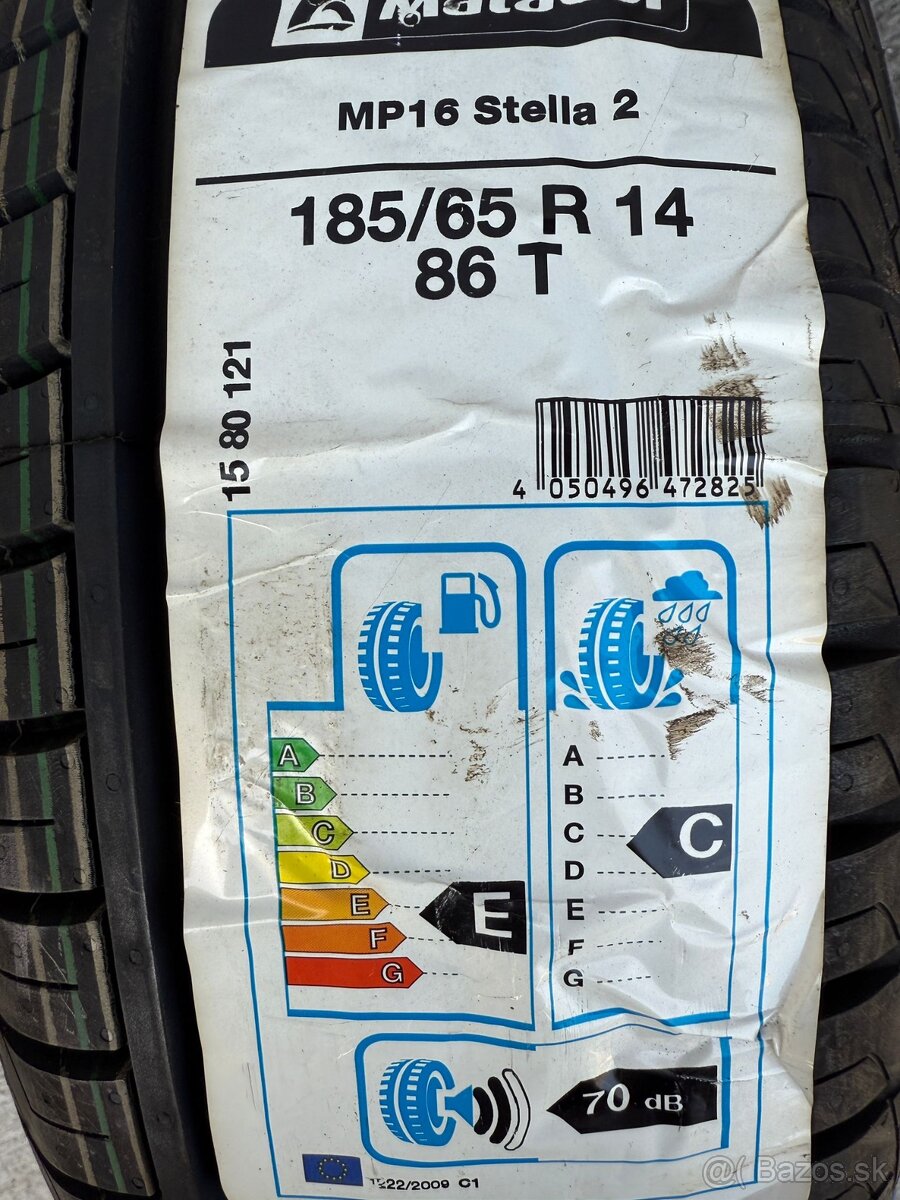 Matador
MP16 Stella 2
185/65 R 14
86 T
15 80 121
4 050496 472825
A A
B B
C C C
D D
E E E
F F
G G
70 dB
1222/2009 C1
@( Bazos.sk